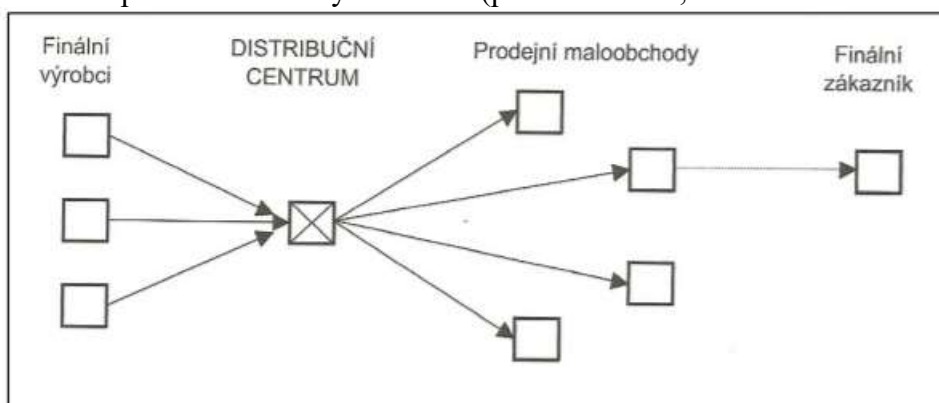 Finální
výrobci
DISTRIBUČNÍ
CENTRUM
Prodejní maloobchody
Finální
zákazník